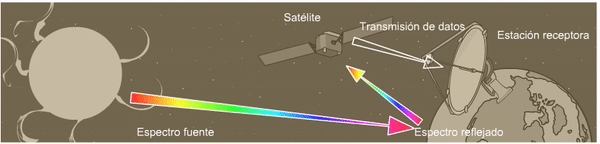 Satélite
Transmisión de datos
Estación receptora
Espectro fuente
Espectro reflejado